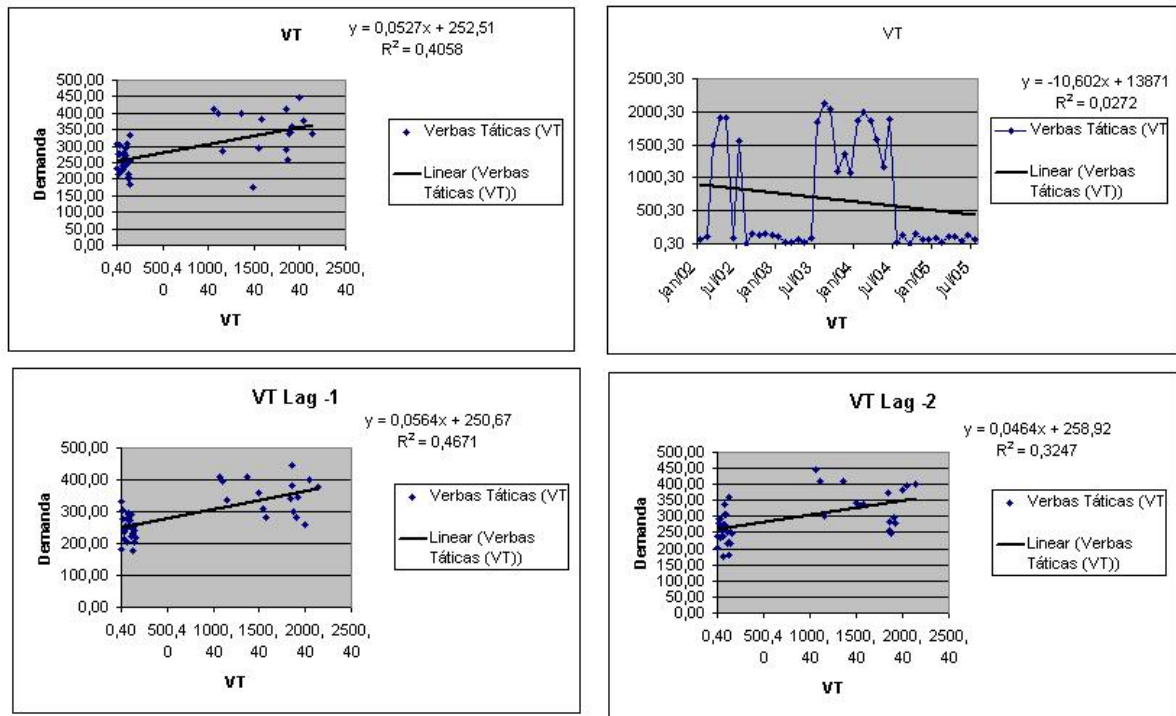 VT
y = 0,0527x + 252,51
R² = 0,4058
Demanda
500,00
450,00
400,00
350,00
300,00
250,00
200,00
150,00
100,00
50,00
0,00
0,40 500,4 1000, 1500, 2000, 2500,
0 40 40 40 40
VT
Verbas Táticas (VT
Linear (Verbas
Táticas (VT))
VT
y = -10,602x + 13871
R² = 0,0272
2500,30
2000,30
1500,30
1000,30
500,30
0,30
jan/02 jul/02 jan/03 jul/03 jan/04 jul/04 jan/05 jul/05
VT
Verbas Táticas (VT
Linear (Verbas
Táticas (VT))
VT Lag -1
y = 0,0564x + 250,67
R² = 0,4671
Demanda
500,00
400,00
300,00
200,00
100,00
0,00
0,40 500,4 1000, 1500, 2000, 2500,
0 40 40 40 40
VT
Verbas Táticas (VT
Linear (Verbas
Táticas (VT))
VT Lag -2
y = 0,0464x + 258,92
R² = 0,3247
Demanda
500,00
450,00
400,00
350,00
300,00
250,00
200,00
150,00
100,00
50,00
0,00
0,40 500,4 1000, 1500, 2000, 2500,
0 40 40 40 40
VT
Verbas Táticas (VT
Linear (Verbas
Táticas (VT))